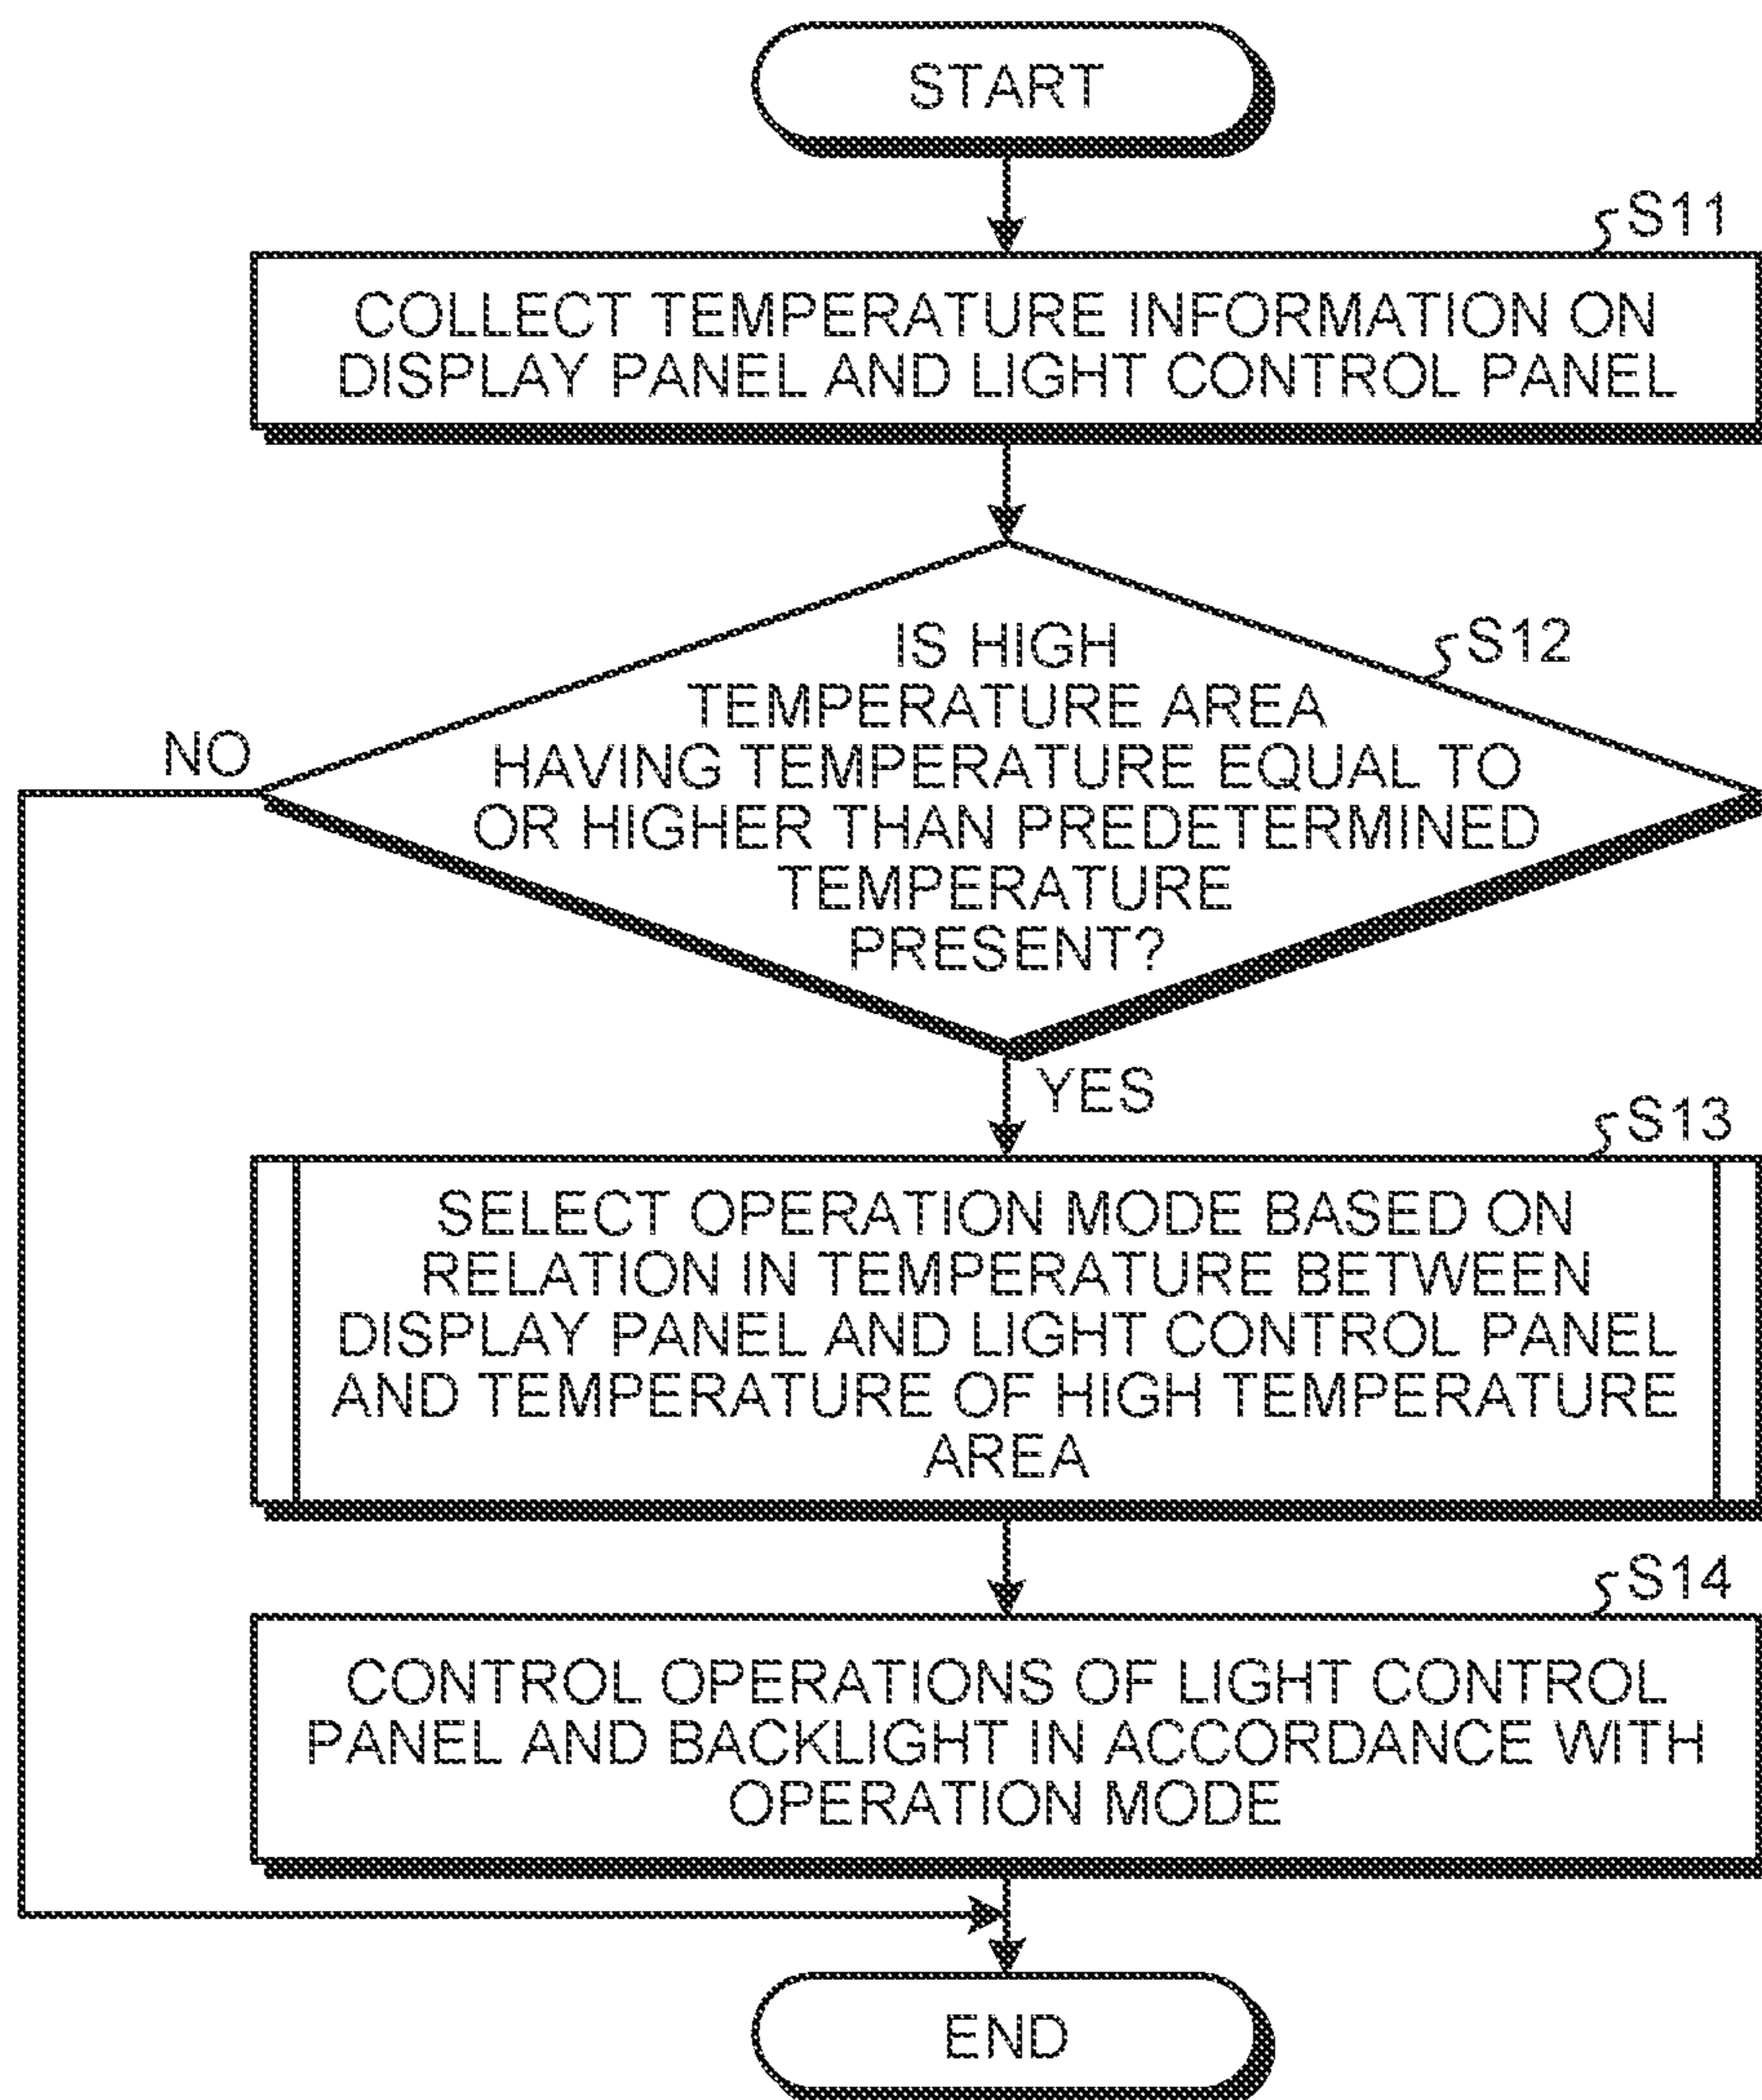 START
S11
COLLECT TEMPERATURE INFORMATION ON
DISPLAY PANEL AND LIGHT CONTROL PANEL
S12
IS HIGH
TEMPERATURE AREA
HAVING TEMPERATURE EQUAL TO
OR HIGHER THAN PREDETERMINED
TEMPERATURE
PRESENT?
NO
YES
S13
SELECT OPERATION MODE BASED ON
RELATION IN TEMPERATURE BETWEEN
DISPLAY PANEL AND LIGHT CONTROL PANEL
AND TEMPERATURE OF HIGH TEMPERATURE
AREA
S14
CONTROL OPERATIONS OF LIGHT CONTROL
PANEL AND BACKLIGHT IN ACCORDANCE WITH
OPERATION MODE
END